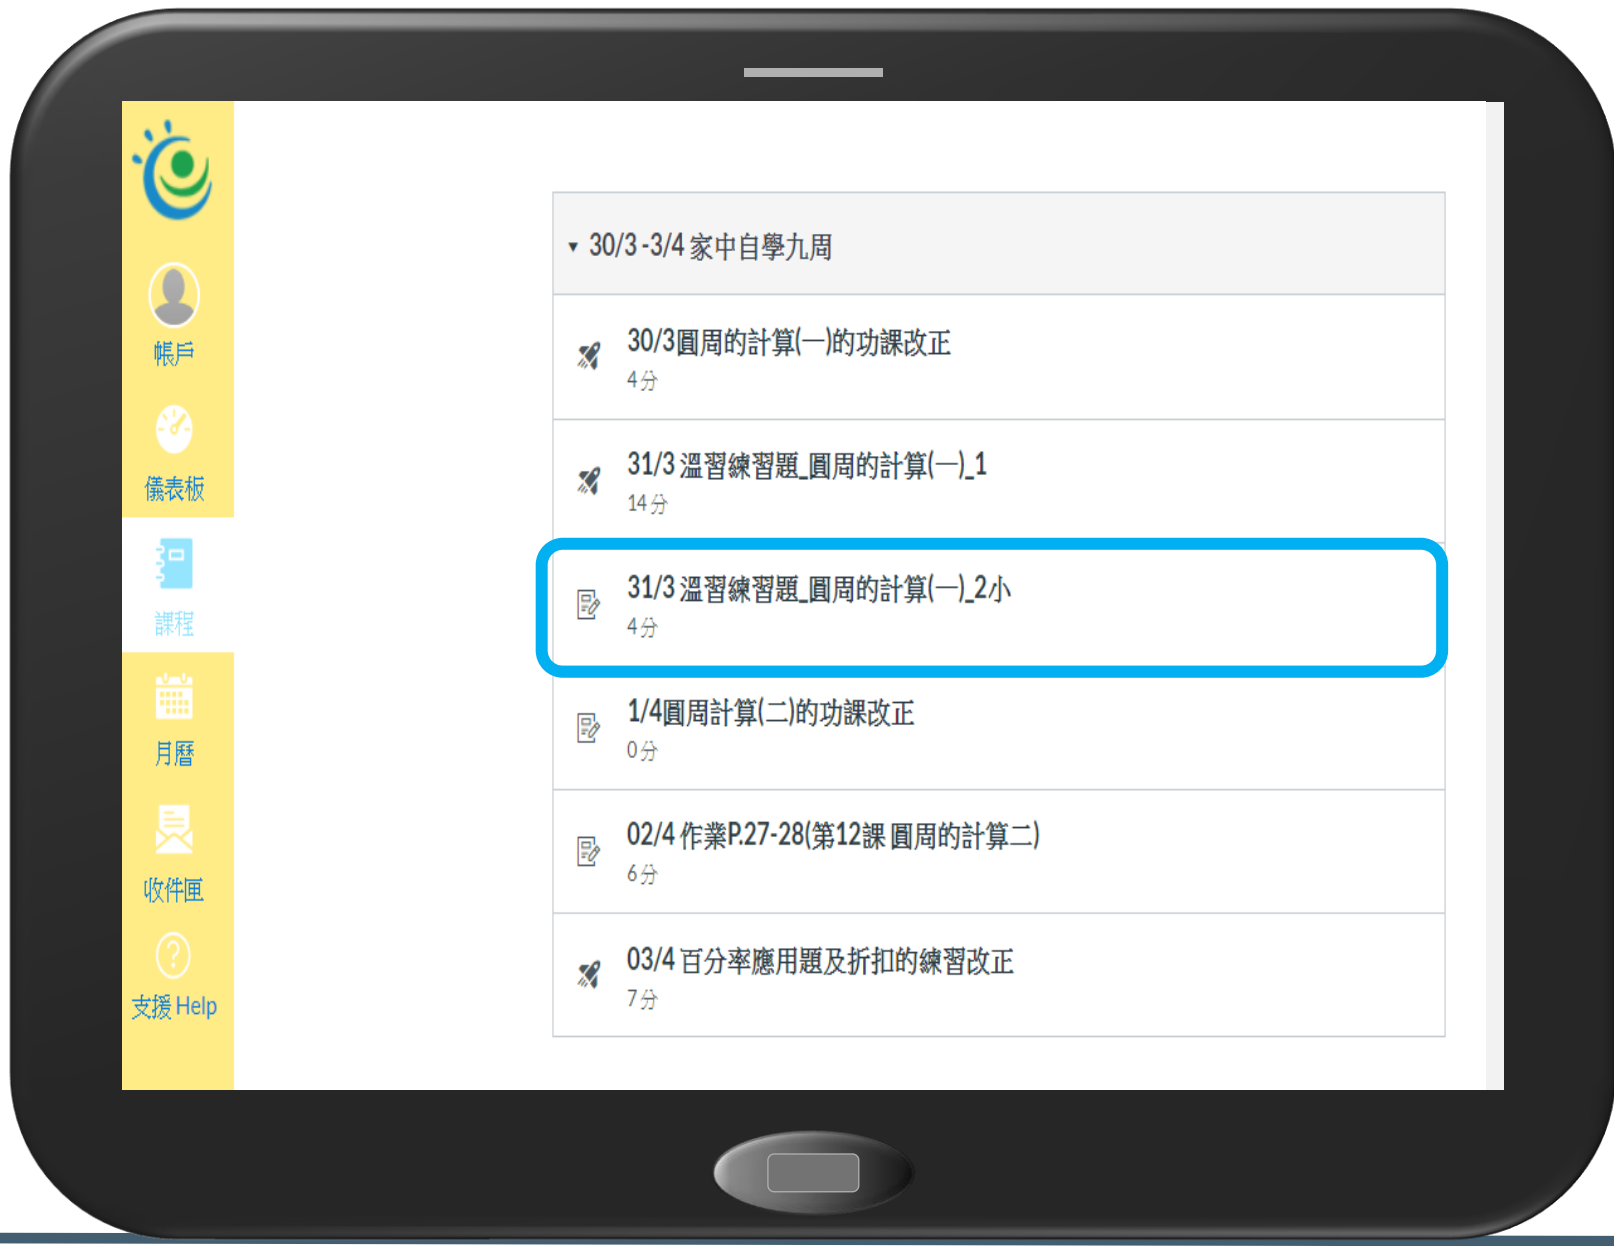 帳戶
儀表板
課程
月曆
收件匣
支援 Help
30/3 -3/4 家中自學九周
30/3圓周的計算(一)的功課改正
4 分
31/3 溫習練習題_圓周的計算(一)_1
14 分
31/3 溫習練習題_圓周的計算(一)_2小
4 分
1/4圓周計算(二)的功課改正
0 分
02/4 作業P.27-28(第12課 圓周的計算二)
6 分
03/4 百分率應用題及折扣的練習改正
7 分